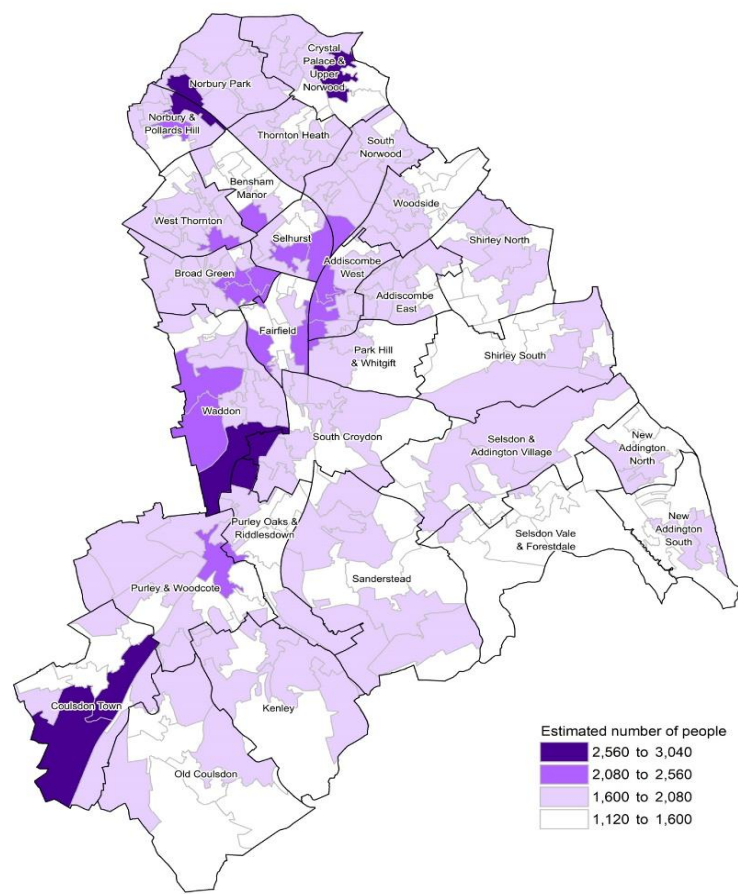 Crystal
Palace &
Upper
Norwood
Norbury Park
Norbury &
Pollards Hill
Thornton Heath
South
Norwood
Bensham
Manor
Woodside
West Thornton
Selhurst
Shirley North
Broad Green
Addiscombe
West
Addiscombe
East
Fairfield
Park Hill
& Whitgift
Shirley South
Waddon
South Croydon
Selsdon &
Addington Village
New
Addington
North
New
Addington
South
Purley Oaks &
Riddlesdown
Selsdon Vale
& Forestdale
Sanderstead
Purley & Woodcote
Coulsdon Town
Kenley
Old Coulsdon
Estimated number of people
2,560 to 3,040
2,080 to 2,560
1,600 to 2,080
1,120 to 1,600